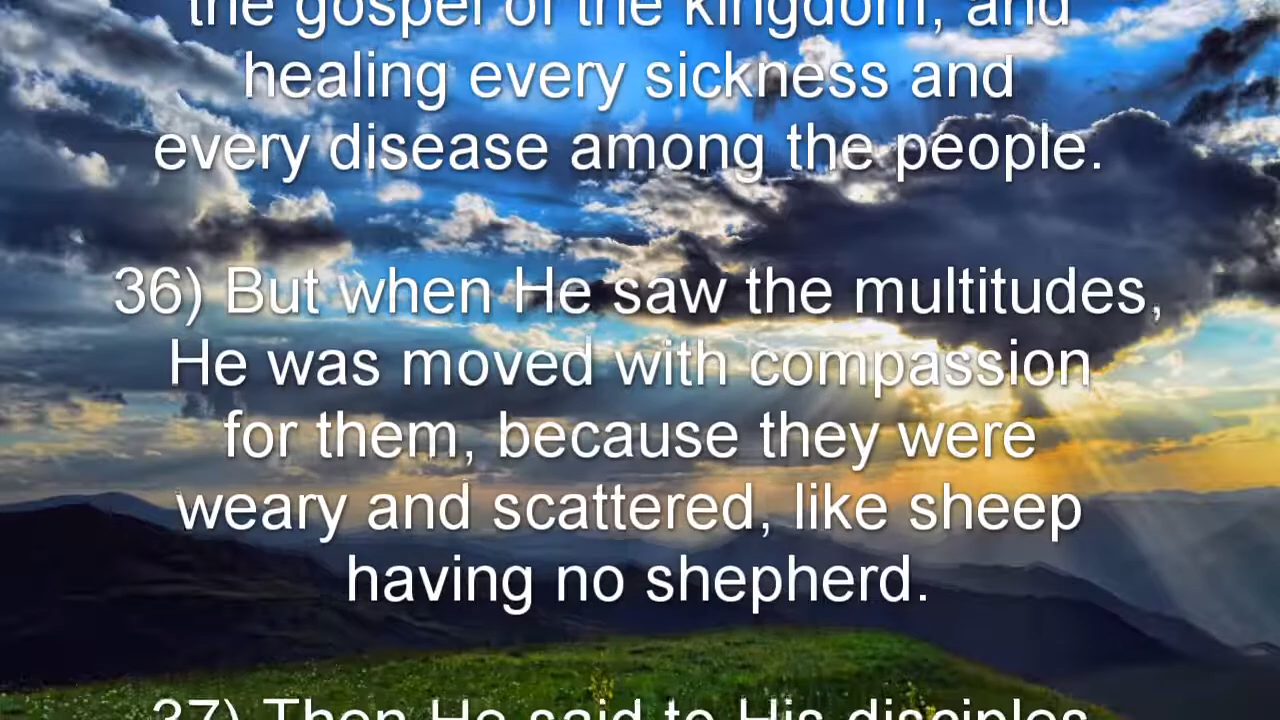 the gospel of the kingdom, and
healing every sickness and
every disease among the people.
36) But when He saw the multitudes,
He was moved with compassion
for them, because they were
weary and scattered, like sheep
having no shepherd.
37) Then He said to His disciples,